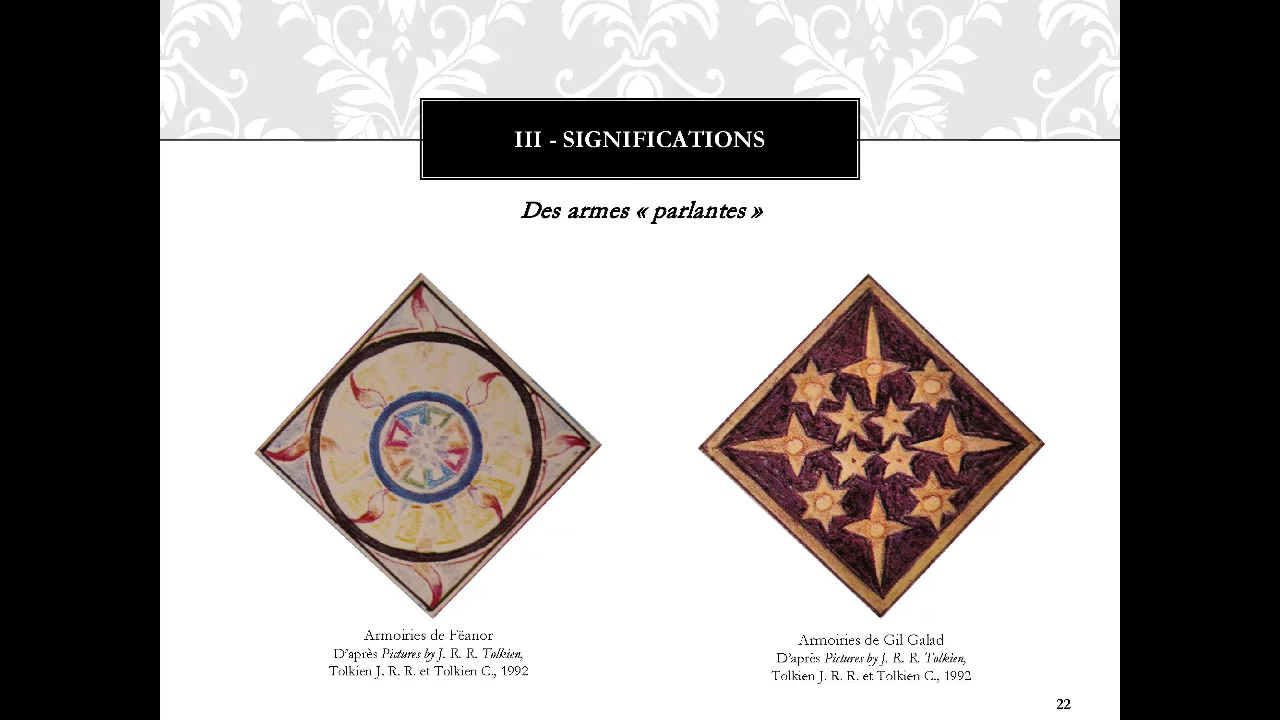 III - SIGNIFICATIONS
Des armes « parlantes »
Armoiries de Fëanor
D'après Pictures by J. R. R. Tolkien,
Tolkien J. R. R. et Tolkien C., 1992
Armoiries de Gil Galad
D'après Pictures by J. R. R. Tolkien,
Tolkien J. R. R. et Tolkien C., 1992
22